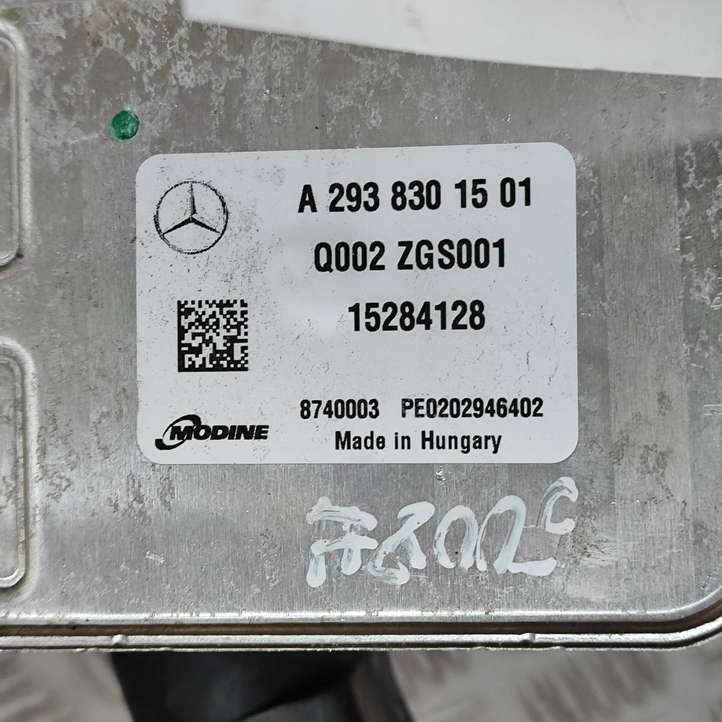 A 293 830 15 01
Q002 ZGS001
15284128
8740003 PE0202946402
MODINE
Made in Hungary